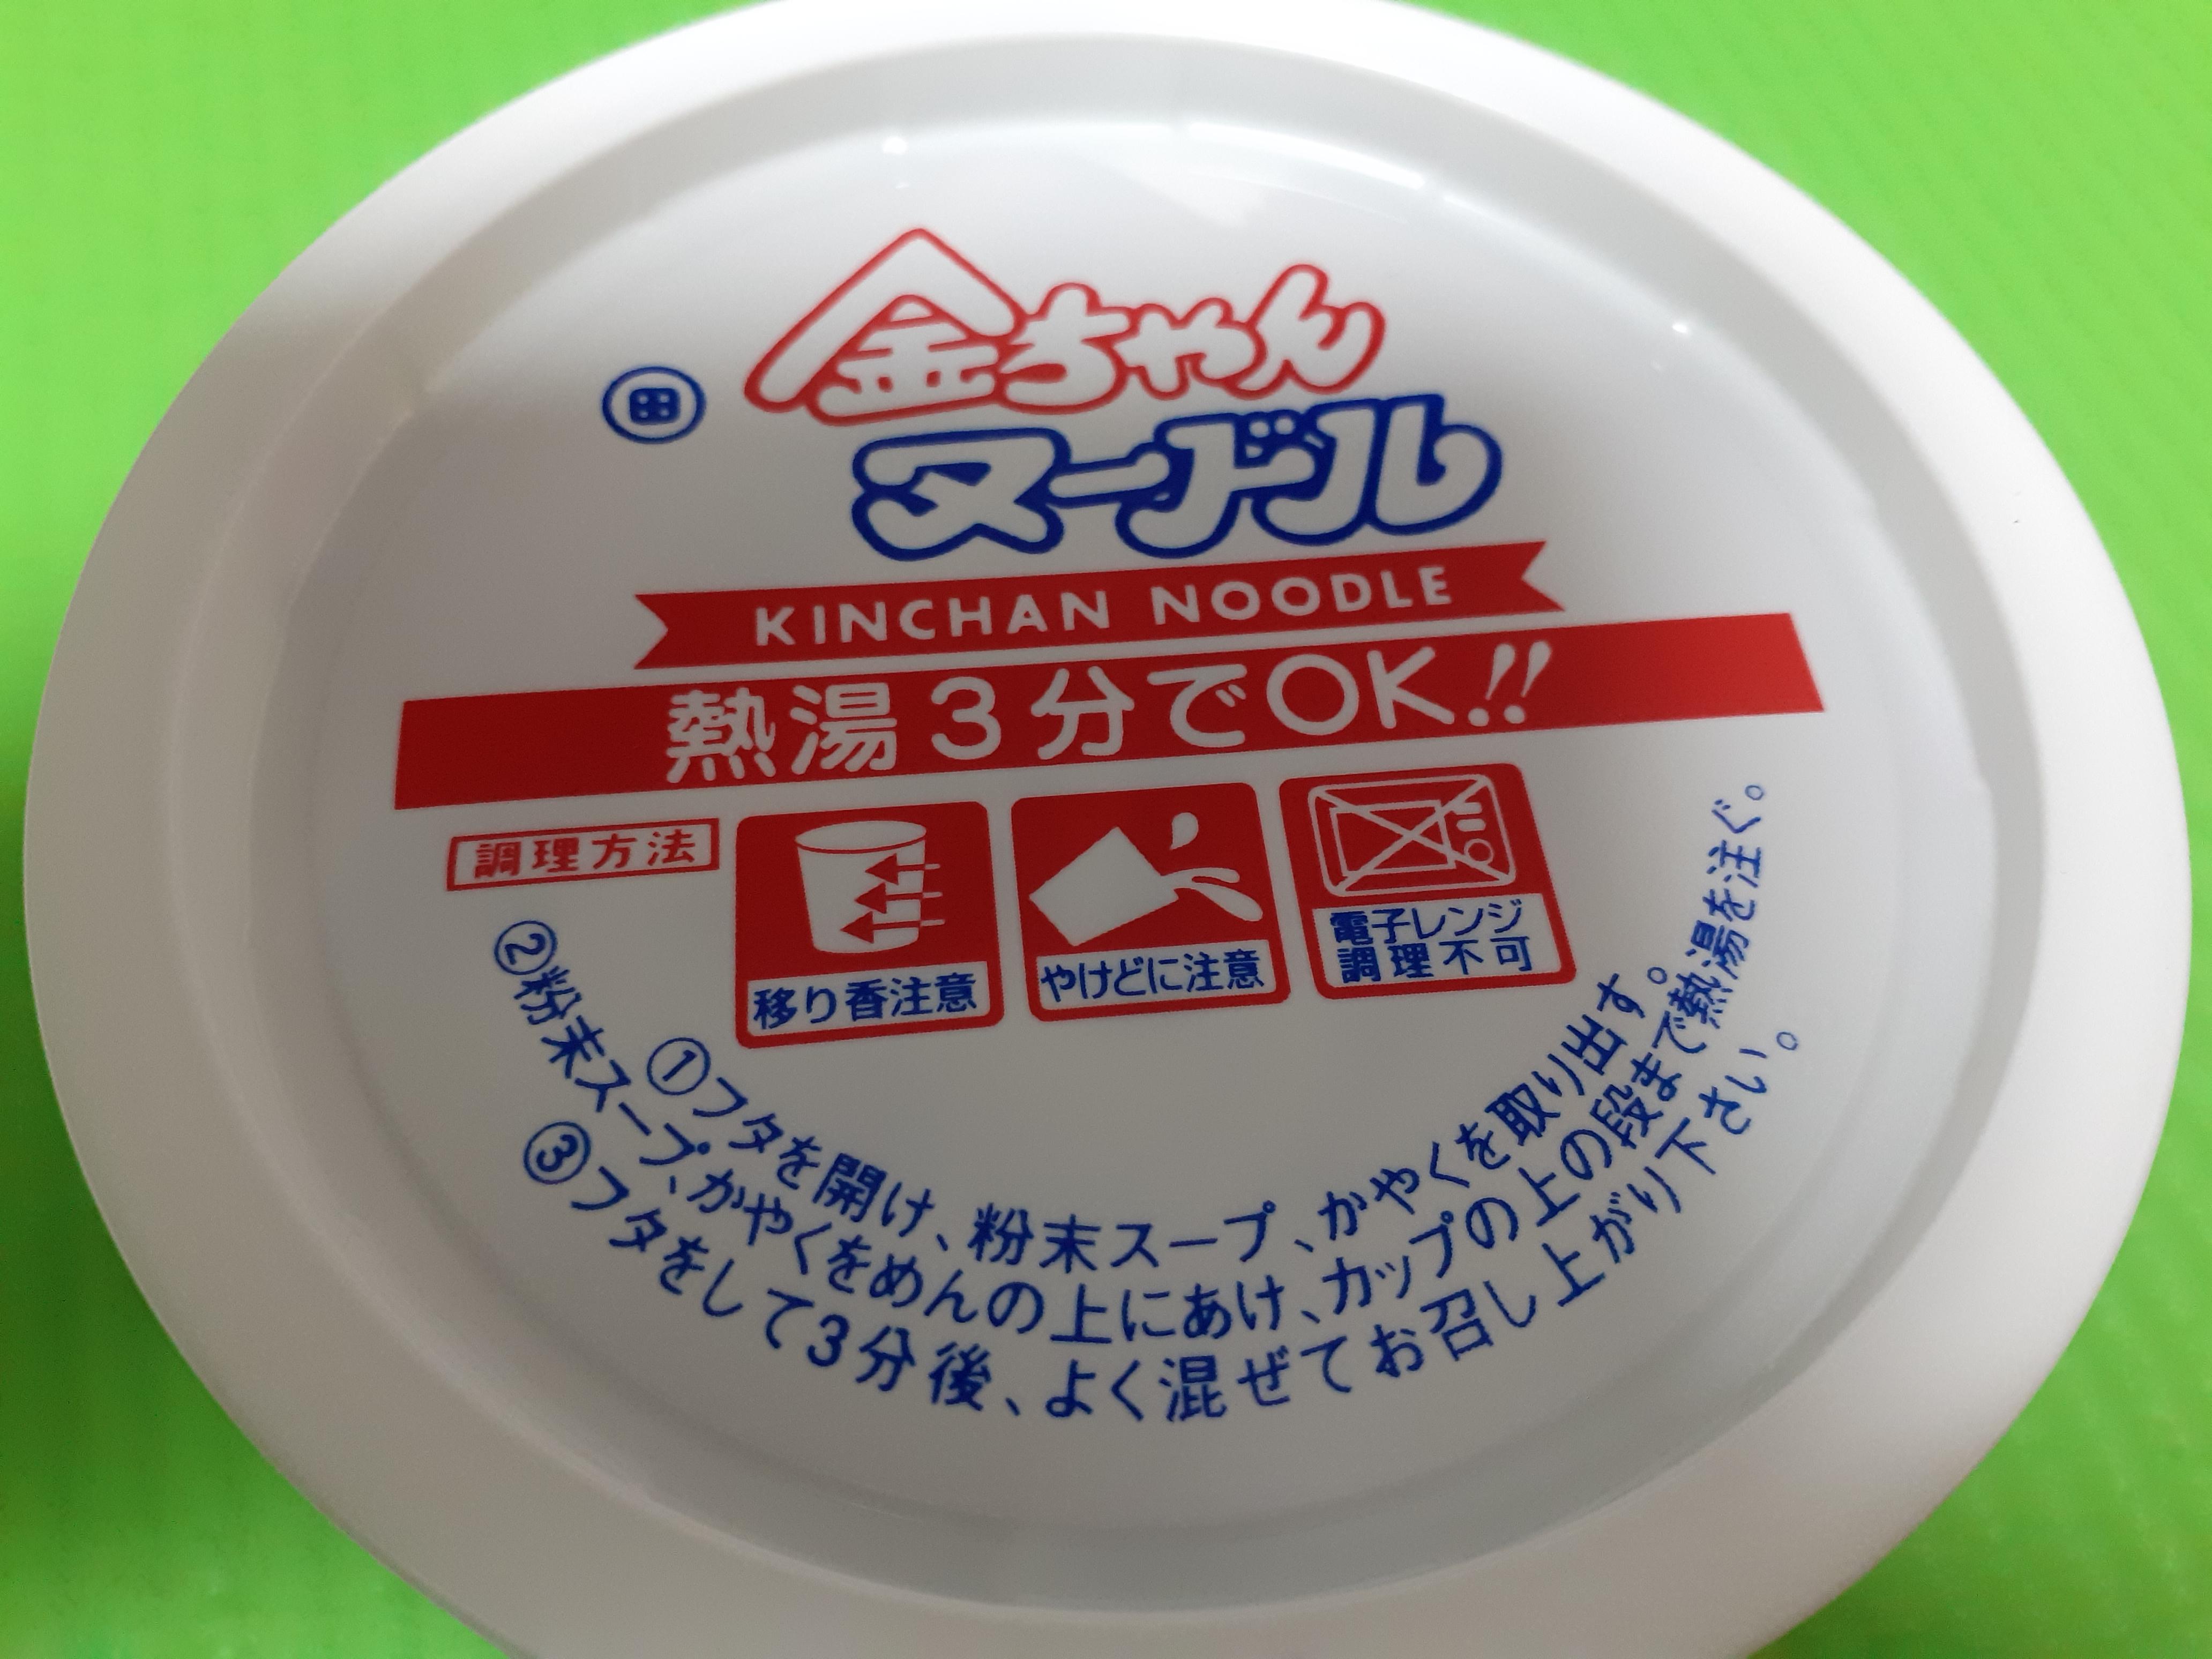 金ちゃん
田
ヌードル
KINCHAN NOODLE
熱湯3分でOK!!
調理方法
移り香注意
やけどに注意
電子レンジ
調理不可
①フタを開け、粉末スープ、かやくを取り出す。
②粉末スープ、かやくをめんの上にあけ、カップの上の段まで熱湯を注ぐ。
③フタをして3分後、よく混ぜてお召し上がり下さい。